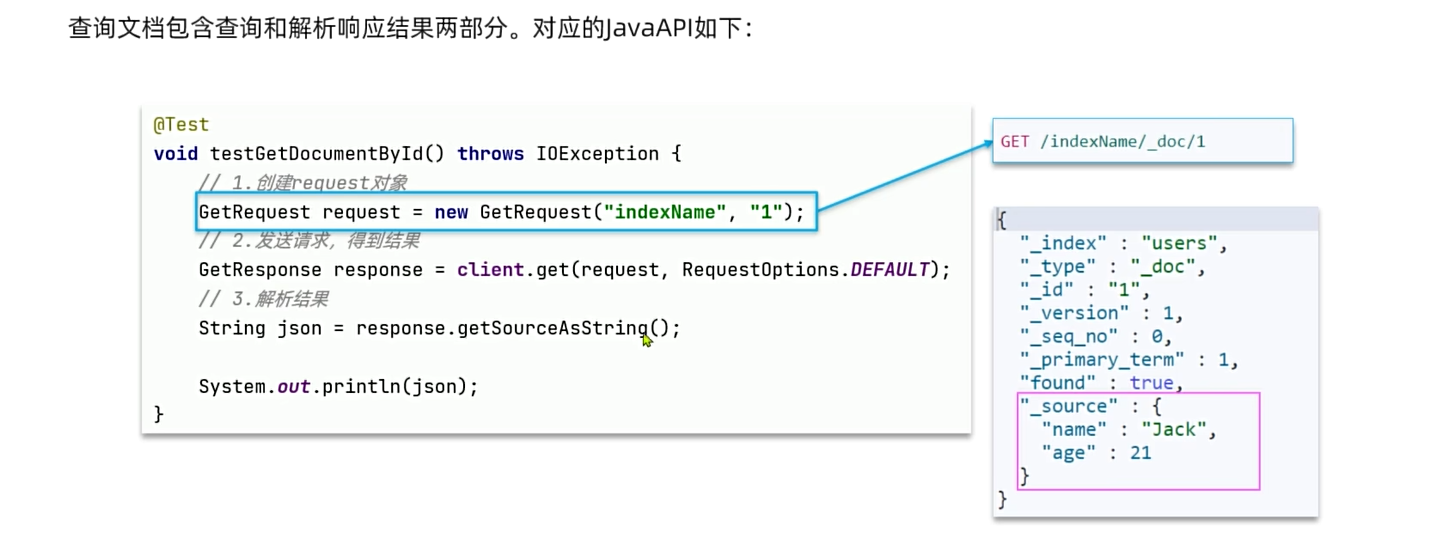 查询文档包含查询和解析响应结果两部分。对应的JavaAPI如下：
@Test
void testGetDocumentById() throws IOException {
// 1.创建request对象
GetRequest request = new GetRequest("indexName", "1");
// 2.发送请求，得到结果
GetResponse response = client.get(request, RequestOptions.DEFAULT);
// 3.解析结果
String json = response.getSourceAsString();
System.out.println(json);
}
GET /indexName/_doc/1
{
"_index" : "users",
"_type" : "_doc",
"_id" : "1",
"_version" : 1,
"_seq_no" : 0,
"_primary_term" : 1,
"found" : true,
"_source" : {
"name" : "Jack",
"age" : 21
}
}